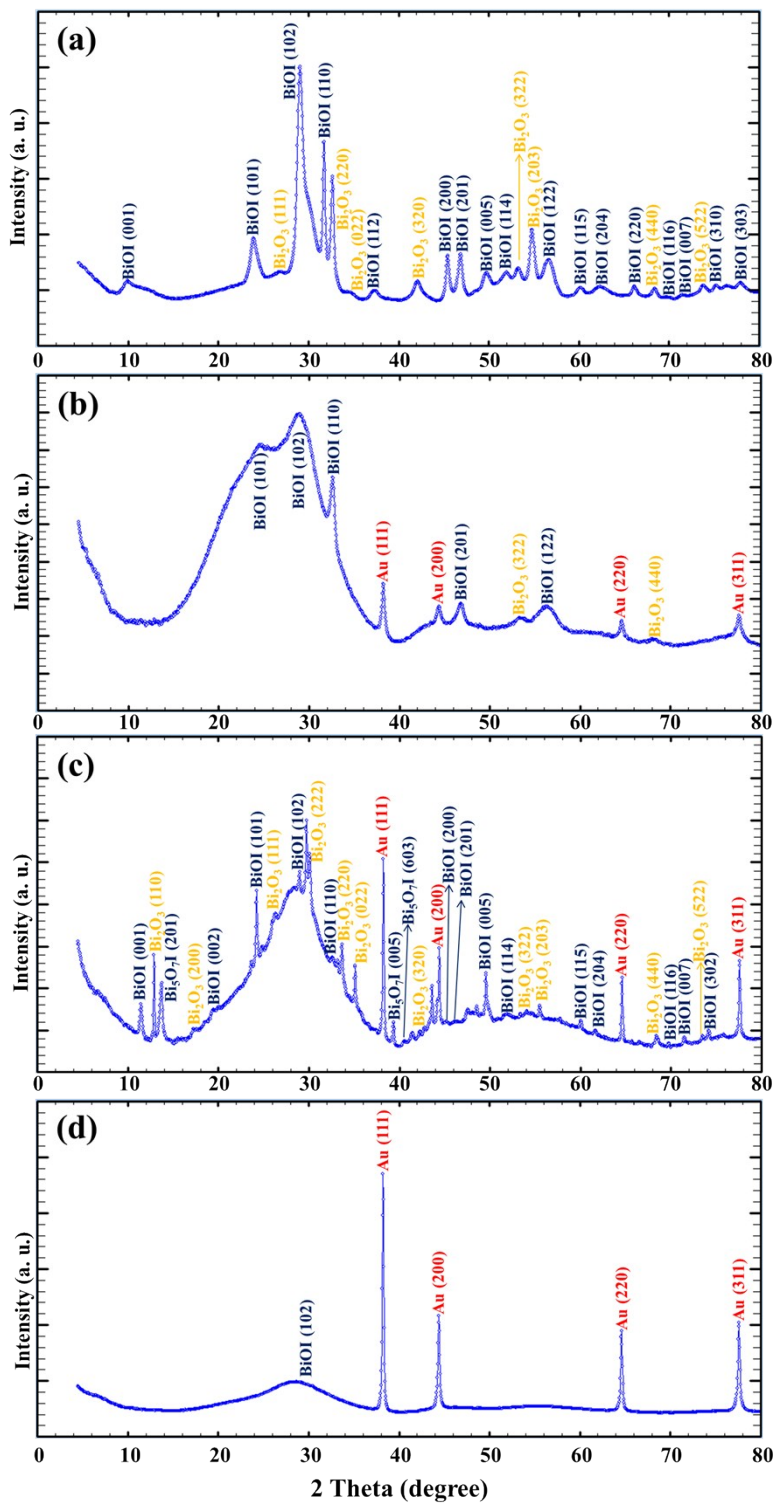 (a)
Intensity (a. u.)
BiOI (001)
BiOI (101)
Bi₂O₃ (111)
BiOI (102)
BiOI (110)
Bi₂O₃ (220)
Bi₂O₃ (022)
BiOI (112)
Bi₂O₃ (320)
BiOI (200)
BiOI (201)
BiOI (005)
BiOI (114)
Bi₂O₃ (322)
Bi₂O₃ (203)
BiOI (122)
BiOI (115)
BiOI (204)
BiOI (220)
Bi₂O₃ (440)
BiOI (116)
BiOI (007)
Bi₂O₃ (522)
BiOI (310)
BiOI (303)
0 10 20 30 40 50 60 70 80
(b)
Intensity (a. u.)
BiOI (101)
BiOI (102)
BiOI (110)
Au (111)
Au (200)
BiOI (201)
Bi₂O₃ (322)
BiOI (122)
Au (220)
Bi₂O₃ (440)
Au (311)
0 10 20 30 40 50 60 70 80
(c)
Intensity (a. u.)
BiOI (001)
Bi₂O₃ (110)
Bi₅O₇I (201)
Bi₂O₃ (200)
BiOI (002)
BiOI (101)
Bi₂O₃ (111)
BiOI (102)
Bi₂O₃ (222)
BiOI (110)
Bi₂O₃ (220)
Bi₂O₃ (022)
Au (111)
Bi₅O₇I (005)
Bi₅O₇I (603)
Bi₂O₃ (320)
Au (200)
BiOI (200)
BiOI (201)
BiOI (005)
BiOI (114)
Bi₂O₃ (322)
Bi₂O₃ (203)
BiOI (115)
BiOI (204)
Au (220)
Bi₂O₃ (440)
BiOI (116)
BiOI (007)
Bi₂O₃ (522)
BiOI (302)
Au (311)
0 10 20 30 40 50 60 70 80
(d)
Intensity (a. u.)
BiOI (102)
Au (111)
Au (200)
Au (220)
Au (311)
0 10 20 30 40 50 60 70 80
2 Theta (degree)